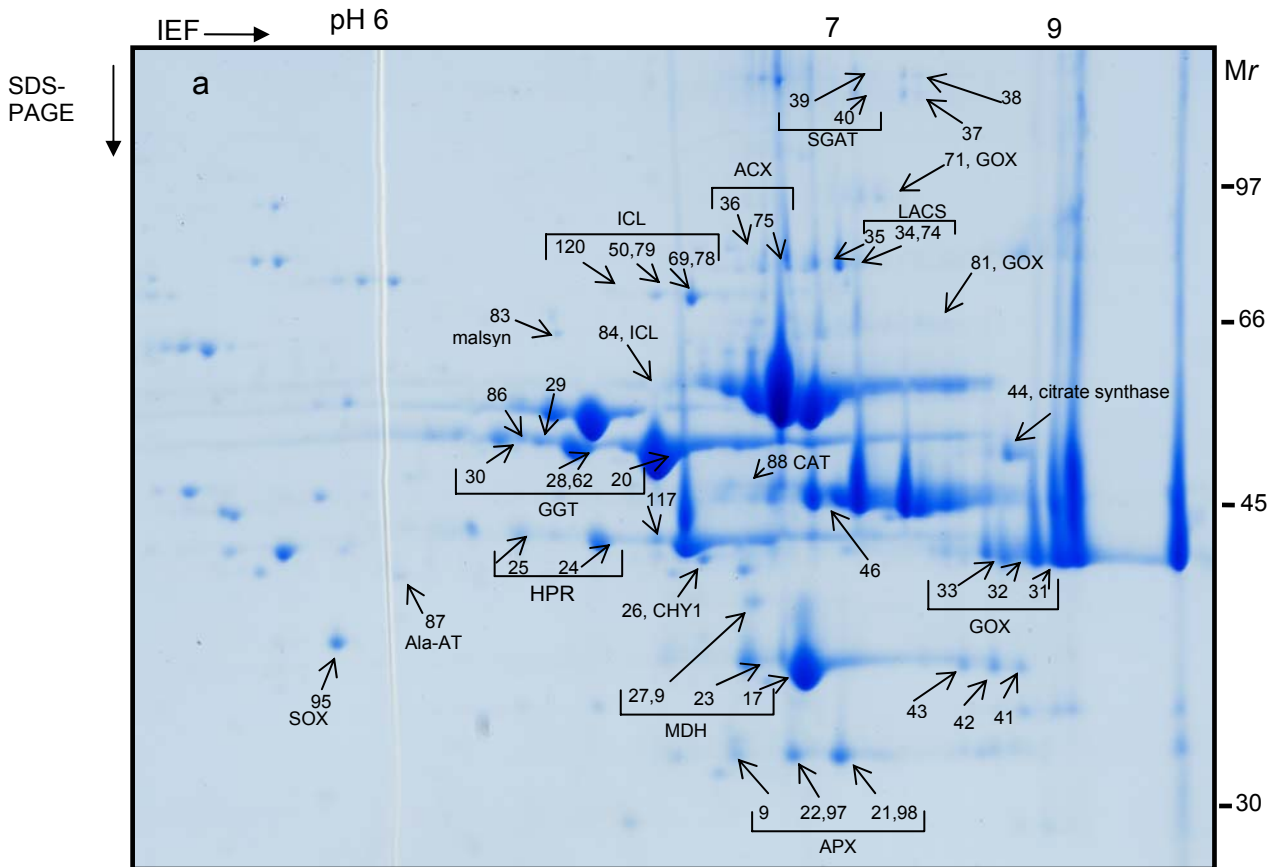 IEF pH 6 7 9
SDS-
PAGE
Mr
a
39 38
40 37
SGAT
71, GOX
97
ACX
36 75
LACS
35 34,74
ICL
120 50,79 69,78
81, GOX
83
malsyn
84, ICL
66
86 29
44, citrate synthase
30 28,62 20
GGT
88 CAT
117
45
46
25 24
HPR
26, CHY1
33 32 31
GOX
87
Ala-AT
95
SOX
27,9 23 17
MDH
43 42 41
9 22,97 21,98
APX
30